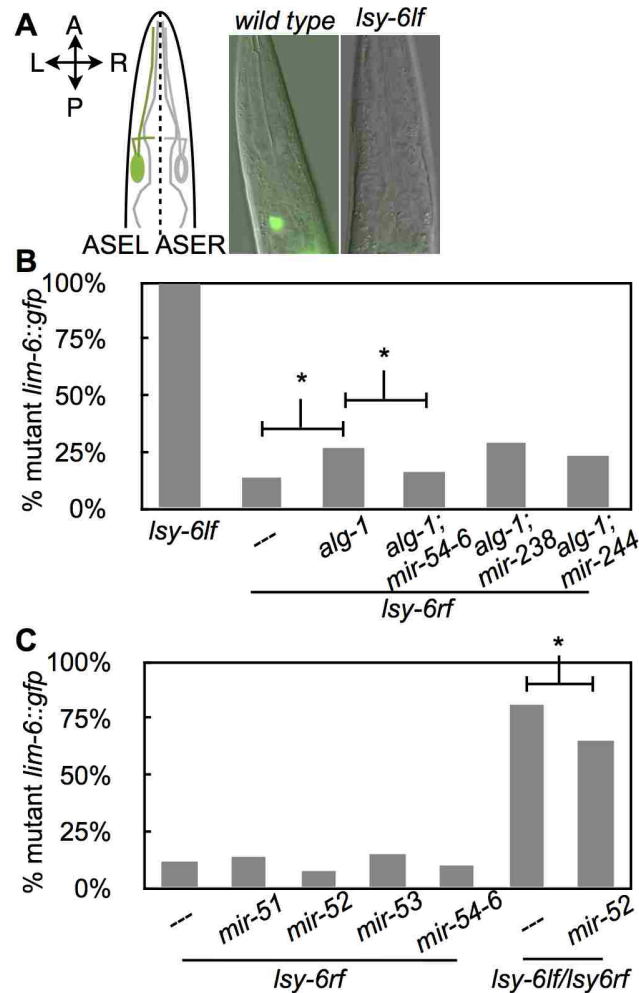 A
wild type
lsy-6lf
A
L R
P
ASEL ASER
B
% mutant lim-6::gfp
100%
75%
50%
25%
0%
*
*
lsy-6lf
---
alg-1
alg-1;
mir-54-6
alg-1;
mir-238
alg-1;
mir-244
lsy-6rf
C
% mutant lim-6::gfp
100%
75%
50%
25%
0%
*
---
mir-51
mir-52
mir-53
mir-54-6
---
mir-52
lsy-6rf
lsy-6lf/lsy6rf